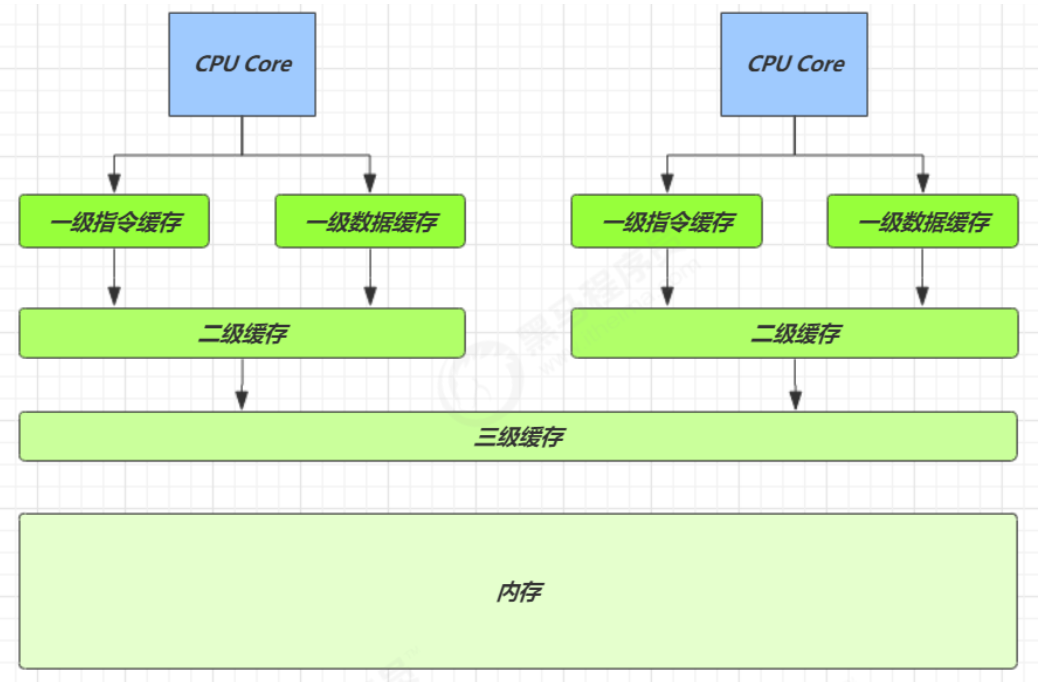 CPU Core
CPU Core
一级指令缓存
一级数据缓存
一级指令缓存
一级数据缓存
二级缓存
二级缓存
三级缓存
内存